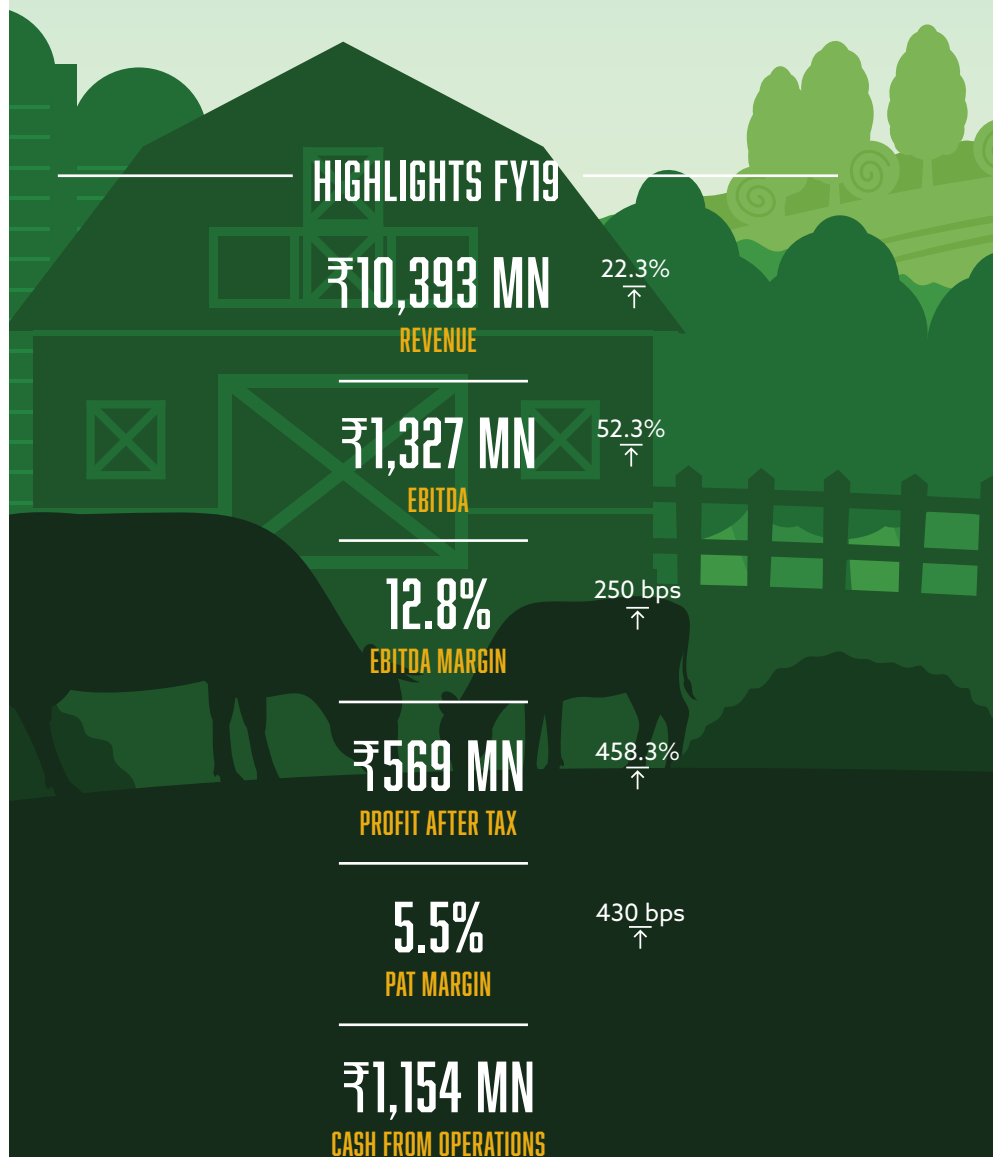 HIGHLIGHTS FY19
₹10,393 MN
22.3%
REVENUE
₹1,327 MN
52.3%
EBITDA
12.8%
250 bps
EBITDA MARGIN
₹569 MN
458.3%
PROFIT AFTER TAX
5.5%
430 bps
PAT MARGIN
₹1,154 MN
CASH FROM OPERATIONS